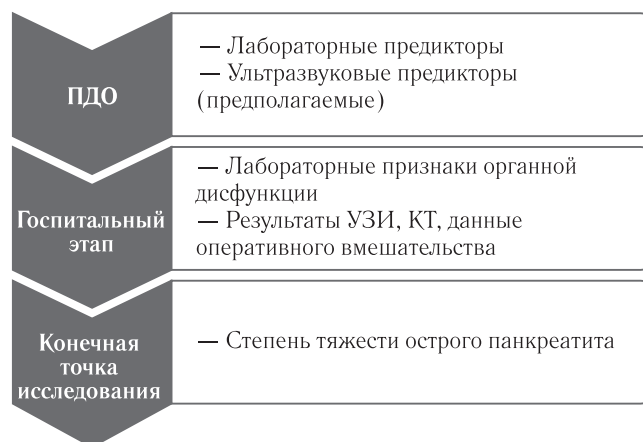 ПДО
— Лабораторные предикторы
— Ультразвуковые предикторы
(предполагаемые)
Госпитальный
этап
— Лабораторные признаки органной
дисфункции
— Результаты УЗИ, КТ, данные
оперативного вмешательства
Конечная
точка
исследования
— Степень тяжести острого панкреатита